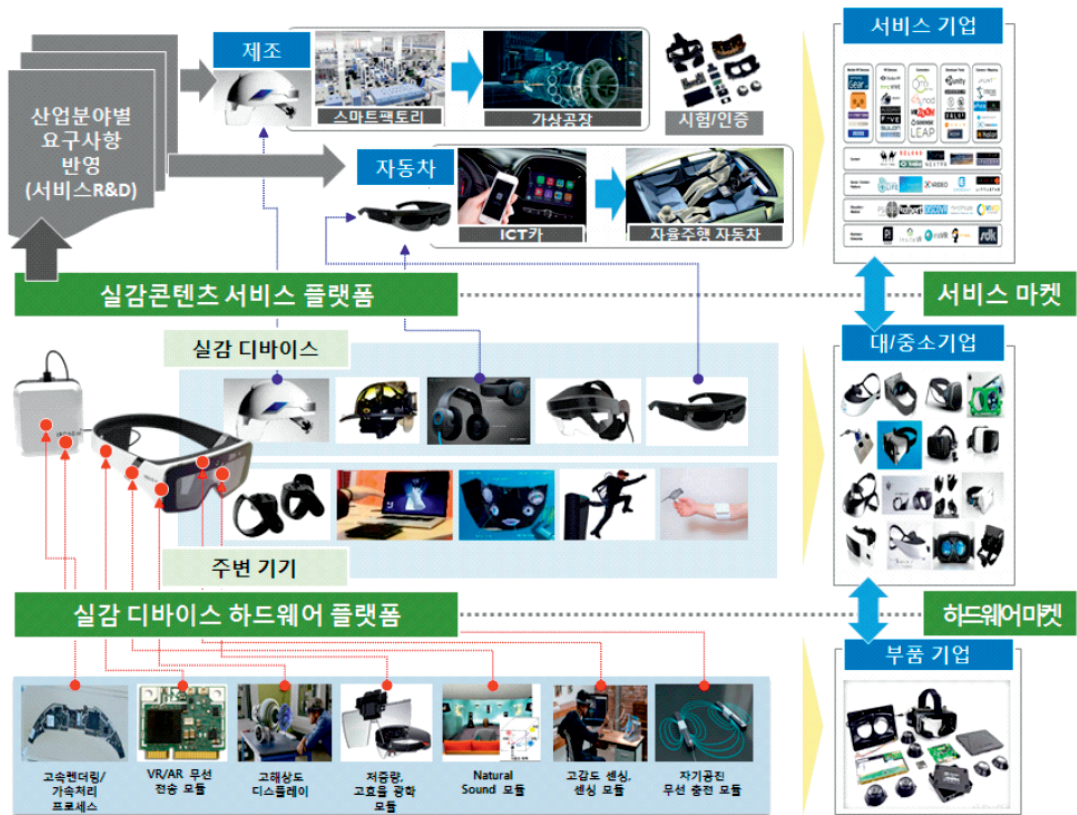 제조
서비스 기업
산업분야별
요구사항
반영
(서비스R&D)
스마트팩토리
가상공장
시험/인증
자동차
ICT카
자율주행 자동차
Gear
unity
LEAP
sdk
실감콘텐츠 서비스 플랫폼
서비스 마켓
실감 디바이스
대/중소기업
주변 기기
실감 디바이스 하드웨어 플랫폼
하드웨어마켓
부품 기업
고속렌더링/
가속처리
프로세스
VR/AR 무선
전송 모듈
고해상도
디스플레이
저중량,
고효율 광학
모듈
Natural
Sound 모듈
고감도 센싱,
센싱 모듈
자기공진
무선 충전 모듈